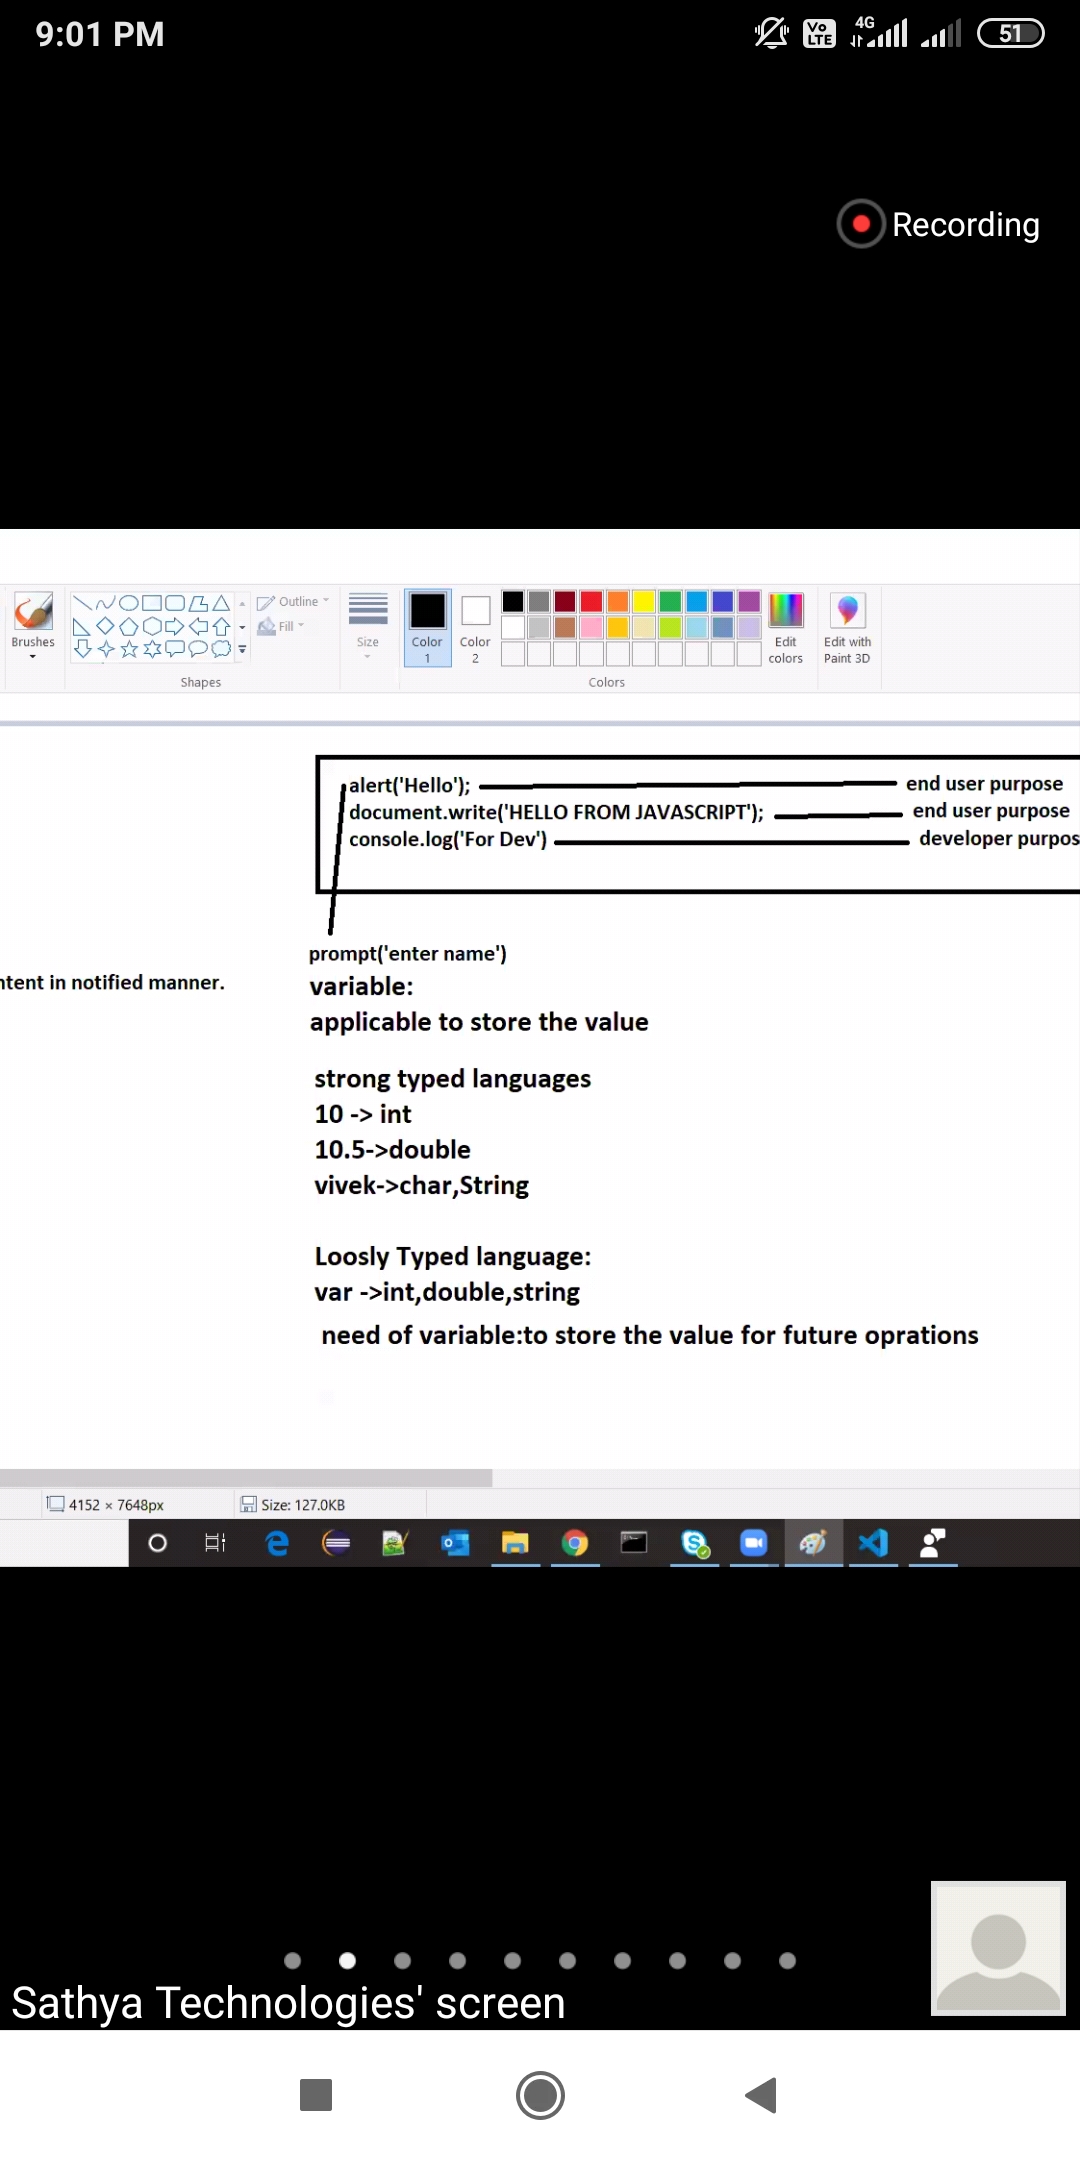 9:01 PM
Vo LTE
4G
51
Recording
Brushes
Outline
Fill
Shapes
Size
Color 1
Color 2
Edit colors
Edit with Paint 3D
Colors
alert('Hello'); end user purpose
document.write('HELLO FROM JAVASCRIPT'); end user purpose
console.log('For Dev') developer purpos
prompt('enter name')
ntent in notified manner.
variable:
applicable to store the value
strong typed languages
10 -> int
10.5->double
vivek->char,String
Loosly Typed language:
var ->int,double,string
need of variable:to store the value for future oprations
4152 × 7648px
Size: 127.0KB
Sathya Technologies' screen